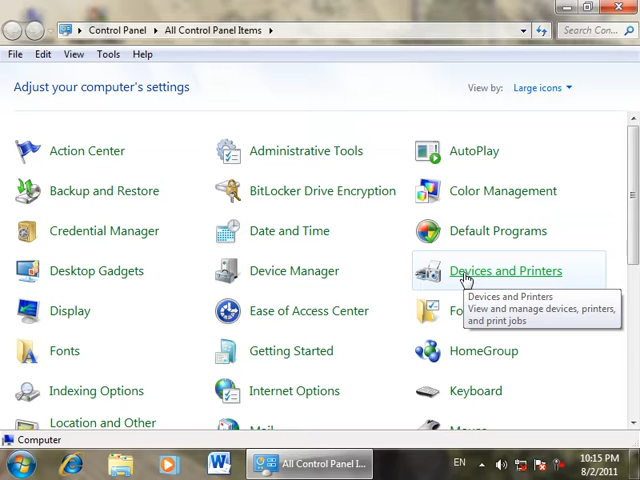 Control Panel
All Control Panel Items
Search Con...
File Edit View Tools Help
Adjust your computer's settings
View by: Large icons
Action Center
Administrative Tools
AutoPlay
Backup and Restore
BitLocker Drive Encryption
Color Management
Credential Manager
Date and Time
Default Programs
Desktop Gadgets
Device Manager
Devices and Printers
Devices and Printers
View and manage devices, printers,
and print jobs
Display
Ease of Access Center
Fonts
Getting Started
HomeGroup
Indexing Options
Internet Options
Keyboard
Location and Other
Mail
Mouse
Computer
All Control Panel I...
EN
10:15 PM
8/2/2011